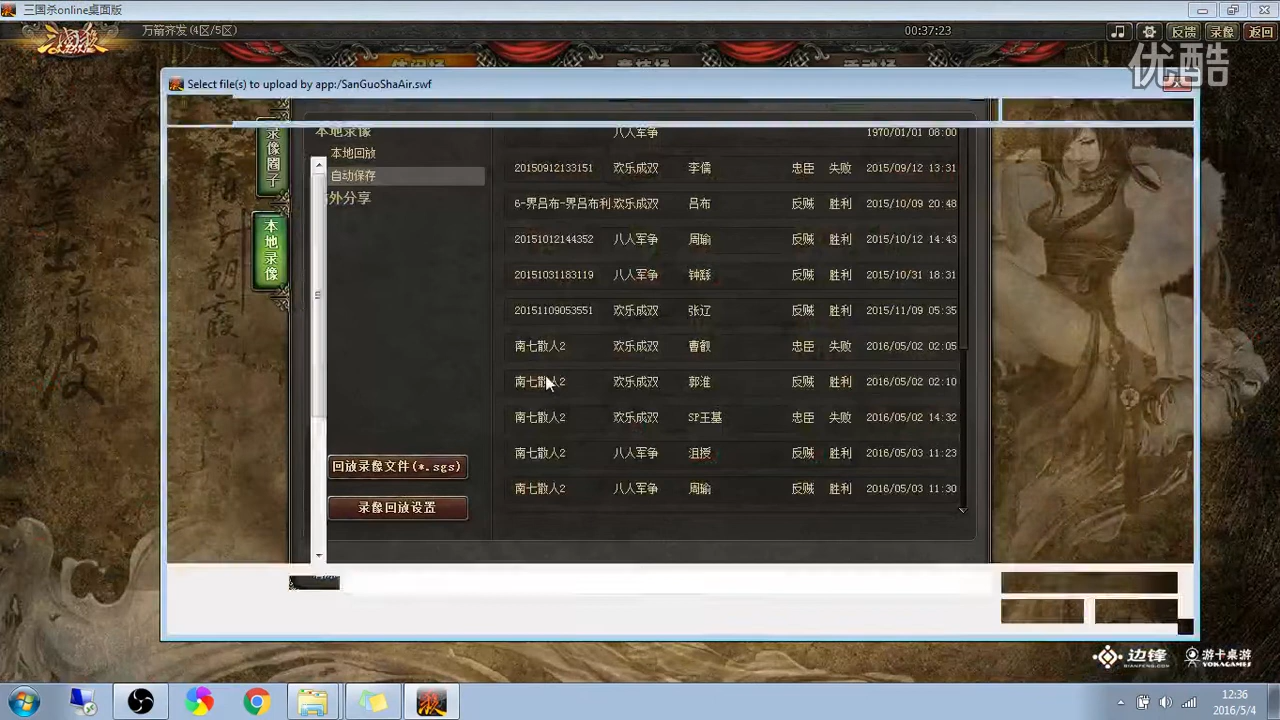 三国杀online桌面版
三国杀
万箭齐发(4区/5区)
00:37:23
反馈
录像
返回
优酷
Select file(s) to upload by app:/SanGuoShaAir.swf
录像圈子
本地录像
本地录像
本地回放
自动保存
外分享
八人军争 1970/01/01 08:00
20150912133151 欢乐成双 李儒 忠臣 失败 2015/09/12 13:31
6-界吕布-界吕布利 欢乐成双 吕布 反贼 胜利 2015/10/09 20:48
20151012144352 八人军争 周瑜 反贼 胜利 2015/10/12 14:43
20151031183119 八人军争 钟繇 反贼 胜利 2015/10/31 18:31
20151109053551 欢乐成双 张辽 反贼 胜利 2015/11/09 05:35
南七散人2 欢乐成双 曹叡 忠臣 失败 2016/05/02 02:05
南七散人2 欢乐成双 郭淮 反贼 胜利 2016/05/02 02:10
南七散人2 欢乐成双 SP王基 忠臣 失败 2016/05/02 14:32
南七散人2 八人军争 沮授 反贼 胜利 2016/05/03 11:23
南七散人2 八人军争 周瑜 反贼 胜利 2016/05/03 11:30
回放录像文件(*.sgs)
录像回放设置
边锋
BIANFENG.COM
游卡桌游
YOKAGAMES
12:36
2016/5/4